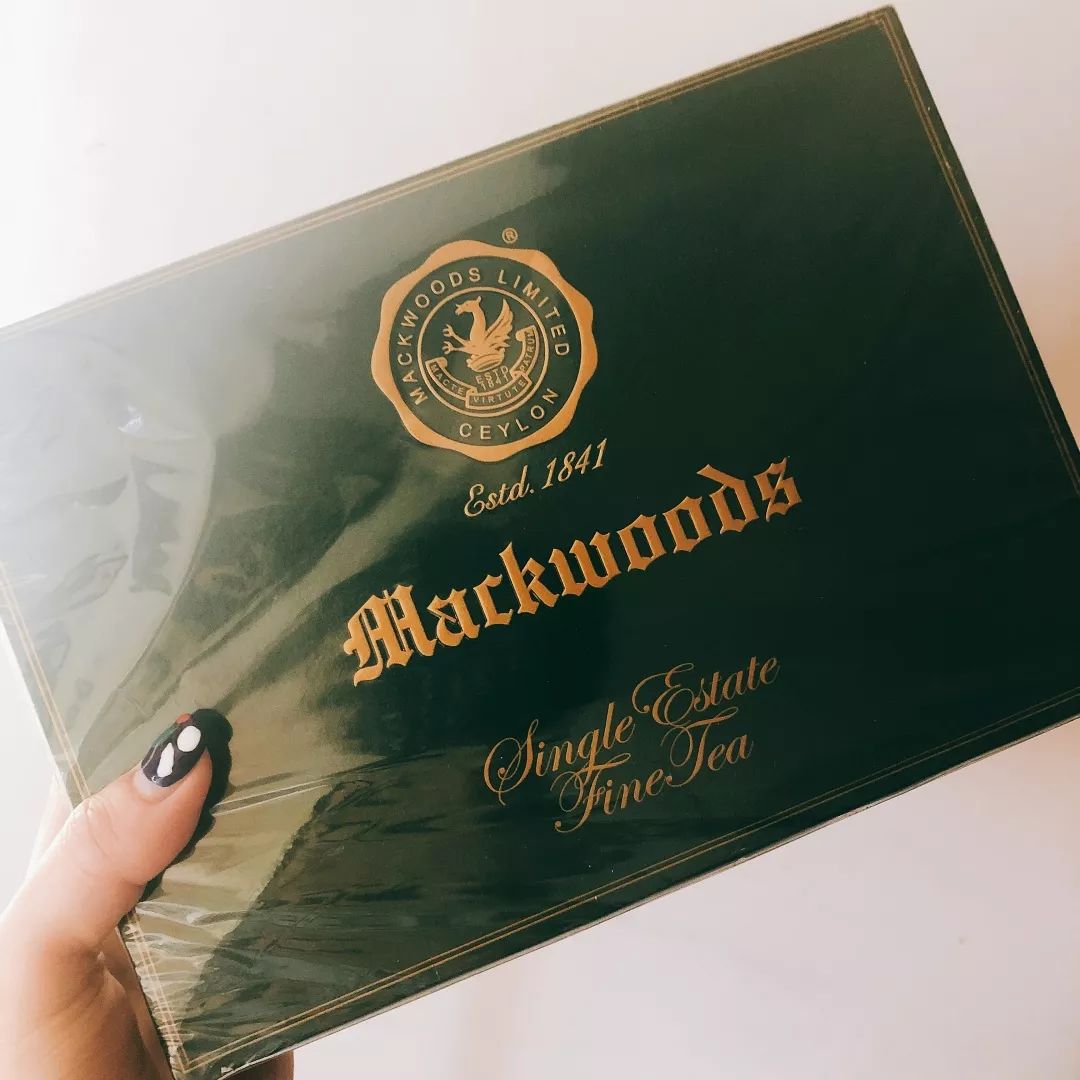 ®
MACKWOODS LIMITED
CEYLON
ESTD
1841
MACTE VIRTUTE PATRUM
Estd. 1841
Mackwoods
Single Estate
Fine Tea